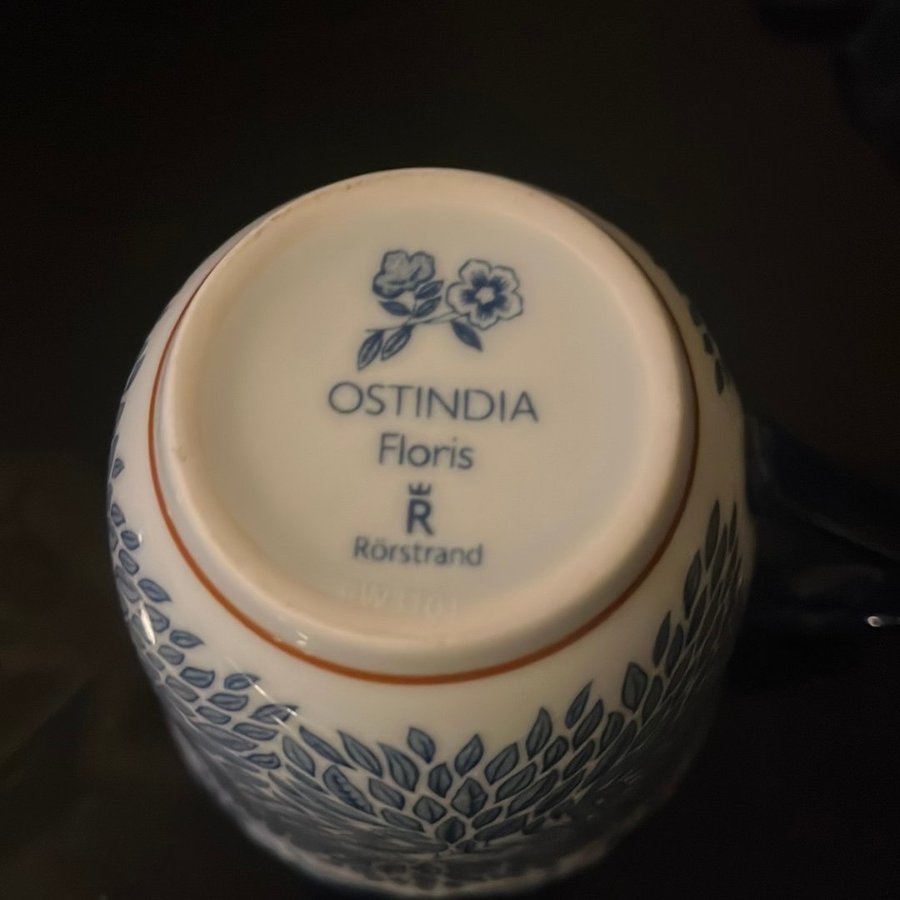 OSTINDIA
Floris
R
Rörstrand